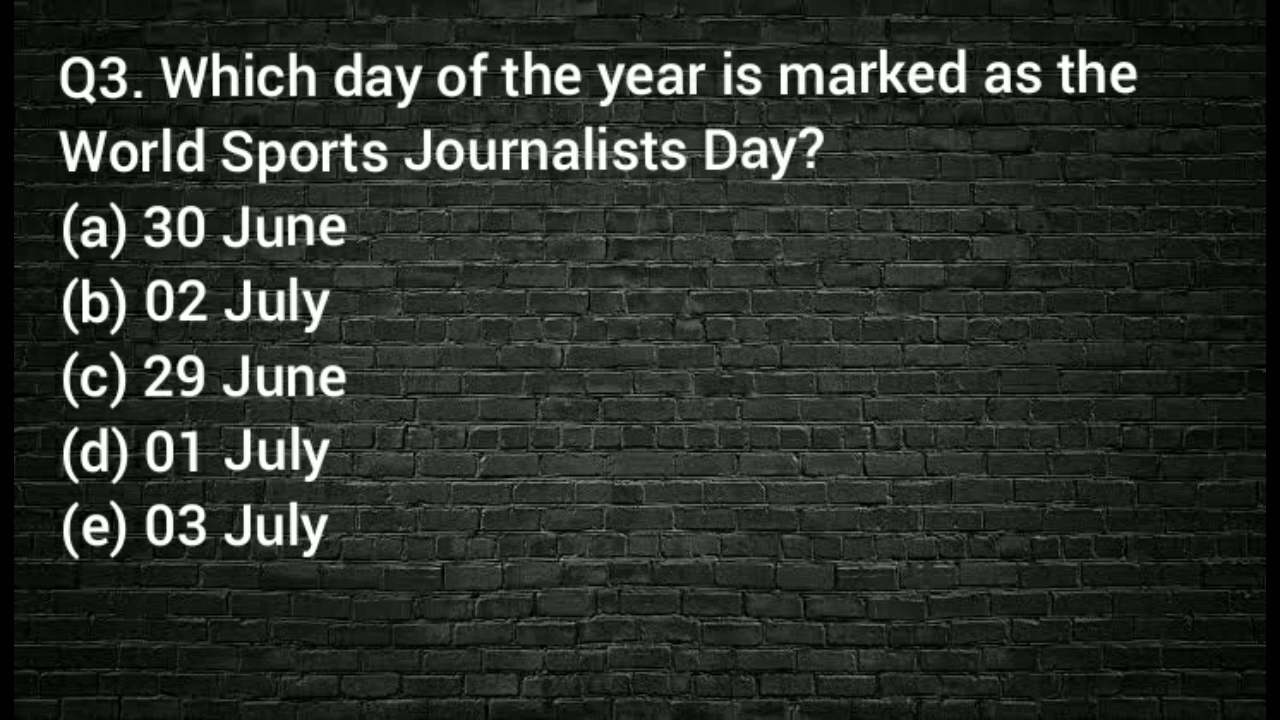 Q3. Which day of the year is marked as the
World Sports Journalists Day?
(a) 30 June
(b) 02 July
(c) 29 June
(d) 01 July
(e) 03 July